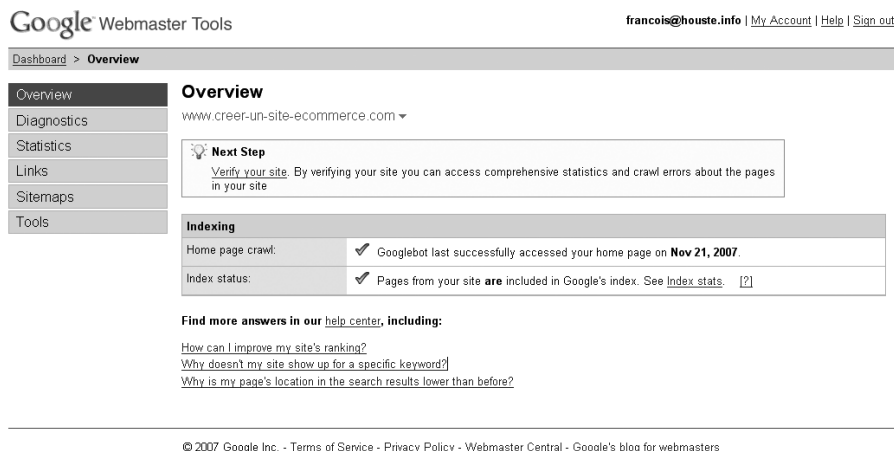 Google Webmaster Tools
francois@houste.info | My Account | Help | Sign out
Dashboard > Overview
Overview
Diagnostics
Statistics
Links
Sitemaps
Tools
Overview
www.creer-un-site-ecommerce.com
Next Step
Verify your site. By verifying your site you can access comprehensive statistics and crawl errors about the pages
in your site
Indexing
Home page crawl: Googlebot last successfully accessed your home page on Nov 21, 2007.
Index status: Pages from your site are included in Google's index. See Index stats. [?]
Find more answers in our help center, including:
How can I improve my site's ranking?
Why doesn't my site show up for a specific keyword?
Why is my page's location in the search results lower than before?
© 2007 Google Inc. - Terms of Service - Privacy Policy - Webmaster Central - Google's blog for webmasters